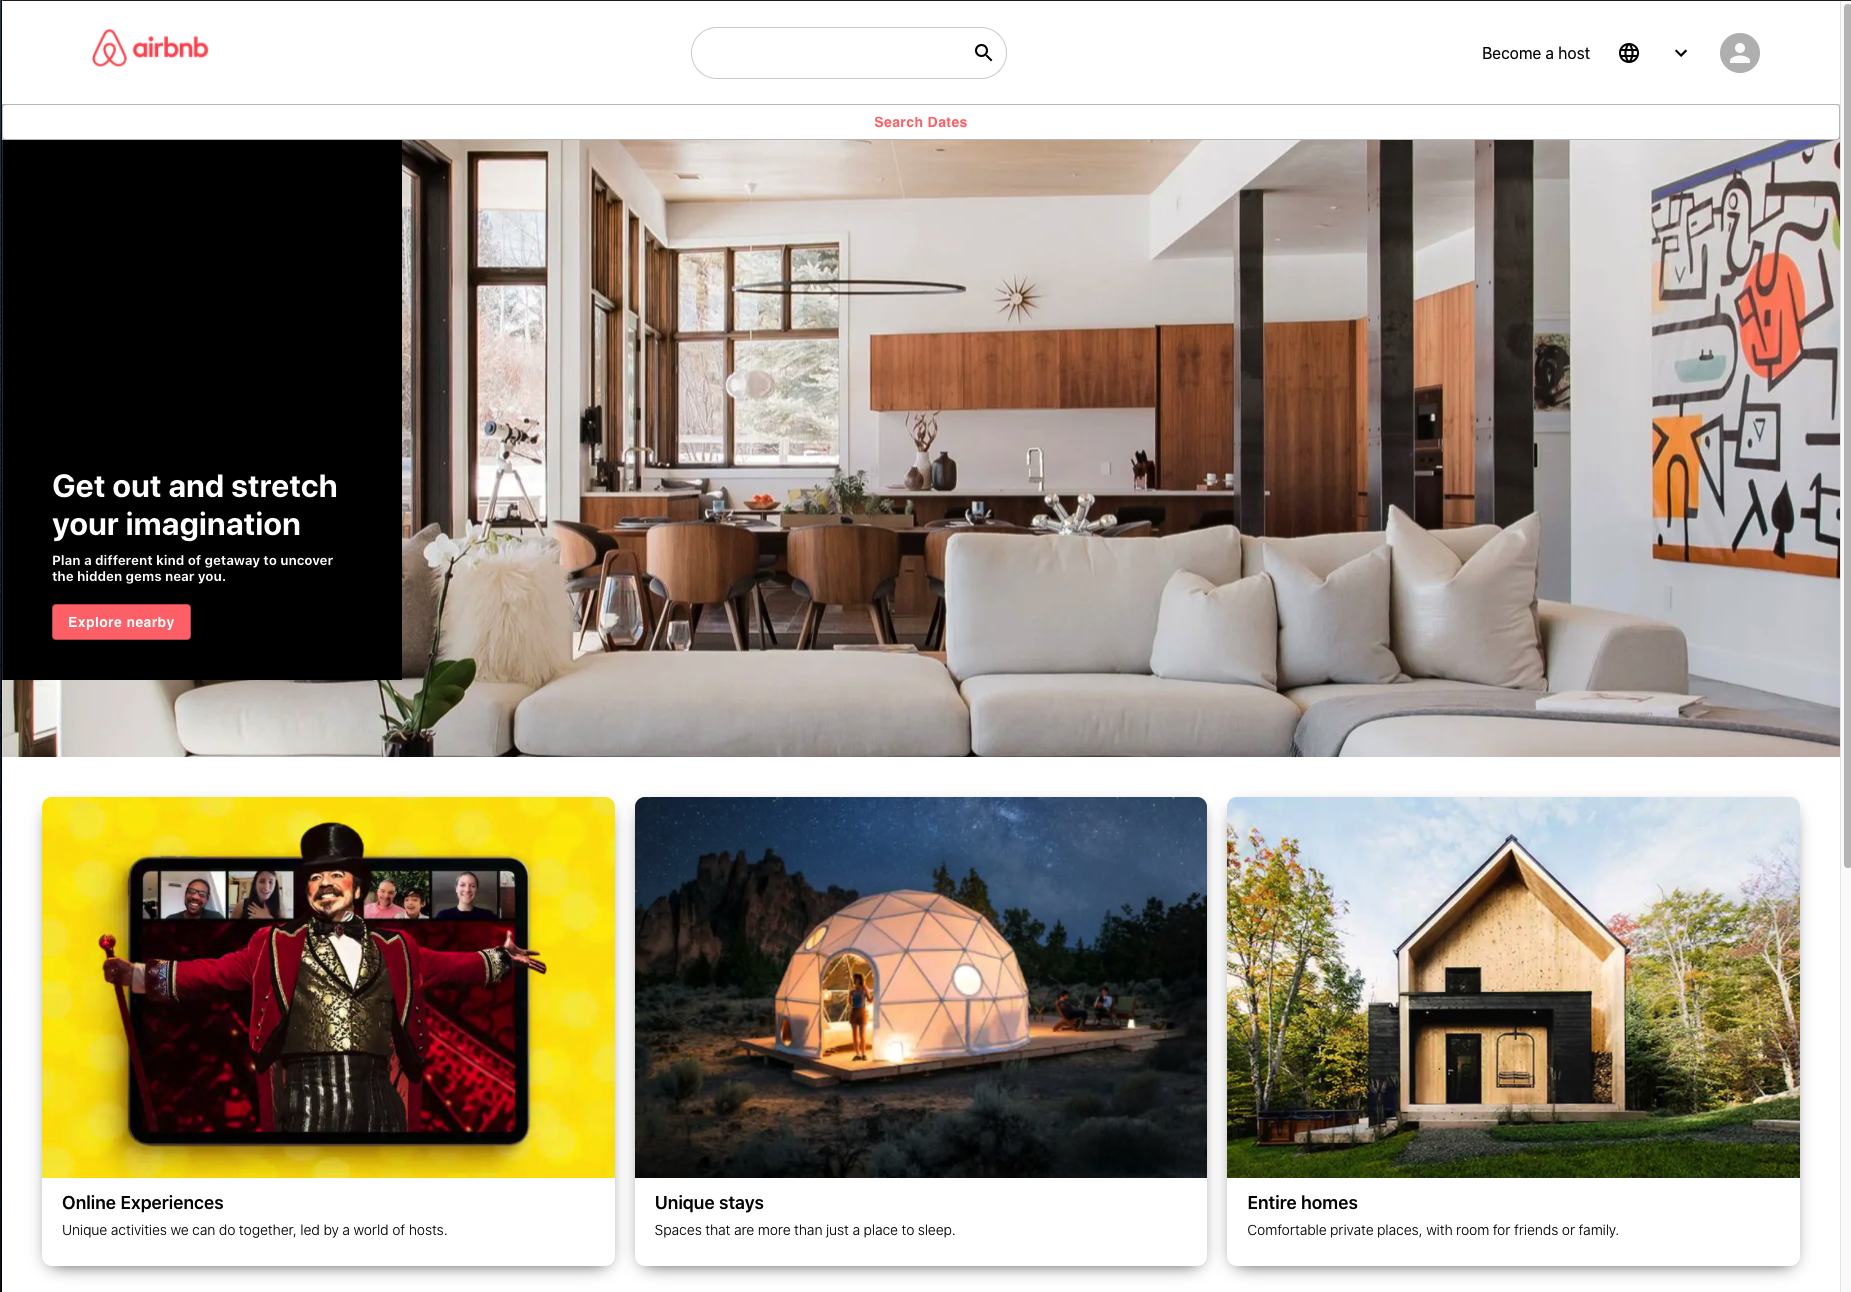 airbnb
Become a host
Search Dates
Get out and stretch
your imagination
Plan a different kind of getaway to uncover
the hidden gems near you.
Explore nearby
Online Experiences
Unique activities we can do together, led by a world of hosts.
Unique stays
Spaces that are more than just a place to sleep.
Entire homes
Comfortable private places, with room for friends or family.